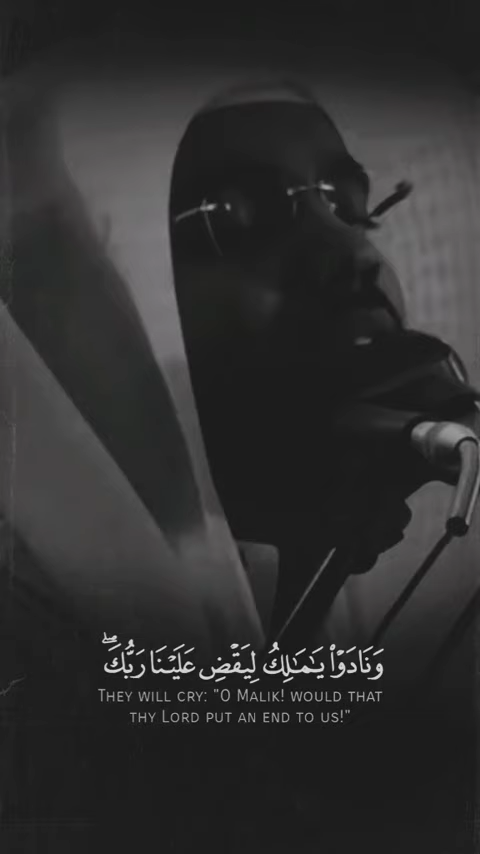 وَنَادَوْا۟ يَـٰمَـٰلِكُ لِيَقْضِ عَلَيْنَا رَبُّكَ ۖ
They will cry: "O Malik! would that
thy Lord put an end to us!"